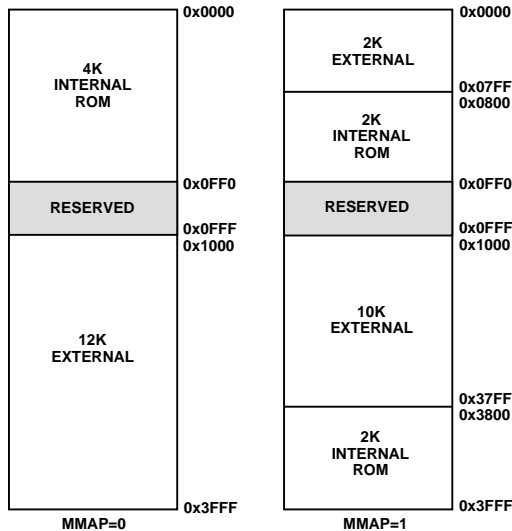 0x0000
4K
INTERNAL
ROM
0x0FF0
RESERVED
0x0FFF
0x1000
12K
EXTERNAL
0x3FFF
MMAP=0
0x0000
2K
EXTERNAL
0x07FF
0x0800
2K
INTERNAL
ROM
0x0FF0
RESERVED
0x0FFF
0x1000
10K
EXTERNAL
0x37FF
0x3800
2K
INTERNAL
ROM
0x3FFF
MMAP=1